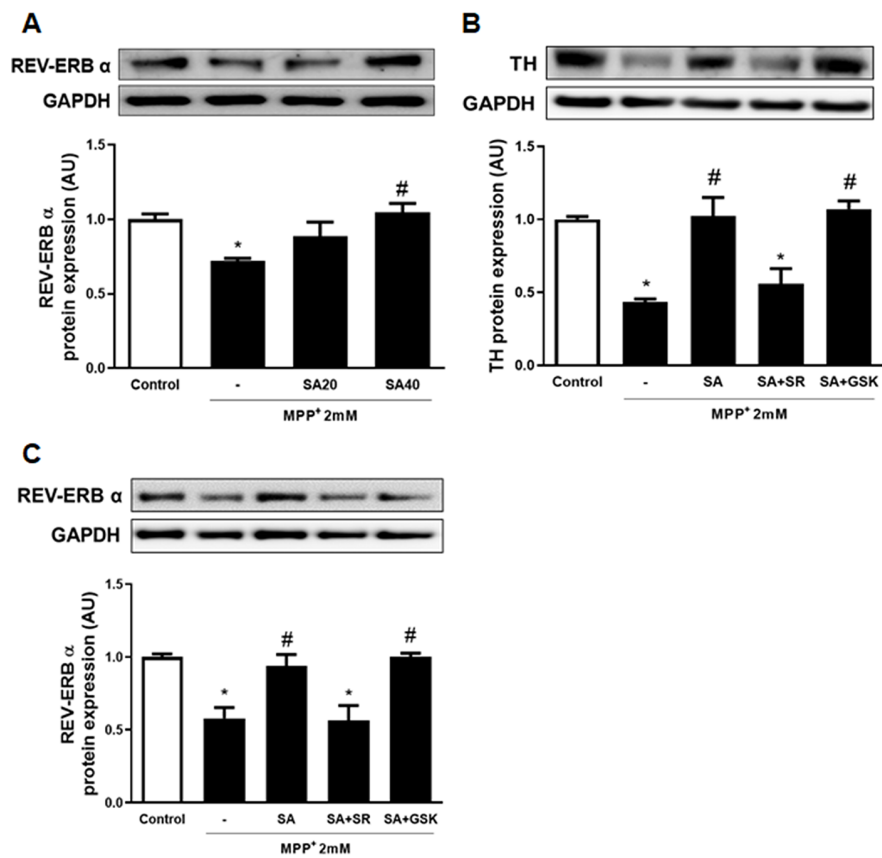 A
REV-ERB α
GAPDH
REV-ERB α
protein expression (AU)
1.5
1.0
0.5
0.0
*
#
Control
-
SA20
SA40
MPP⁺ 2mM
B
TH
GAPDH
TH protein expression (AU)
1.5
1.0
0.5
0.0
*
#
*
#
Control
-
SA
SA+SR
SA+GSK
MPP⁺ 2mM
C
REV-ERB α
GAPDH
REV-ERB α
protein expression (AU)
1.5
1.0
0.5
0.0
*
#
*
#
Control
-
SA
SA+SR
SA+GSK
MPP⁺ 2mM